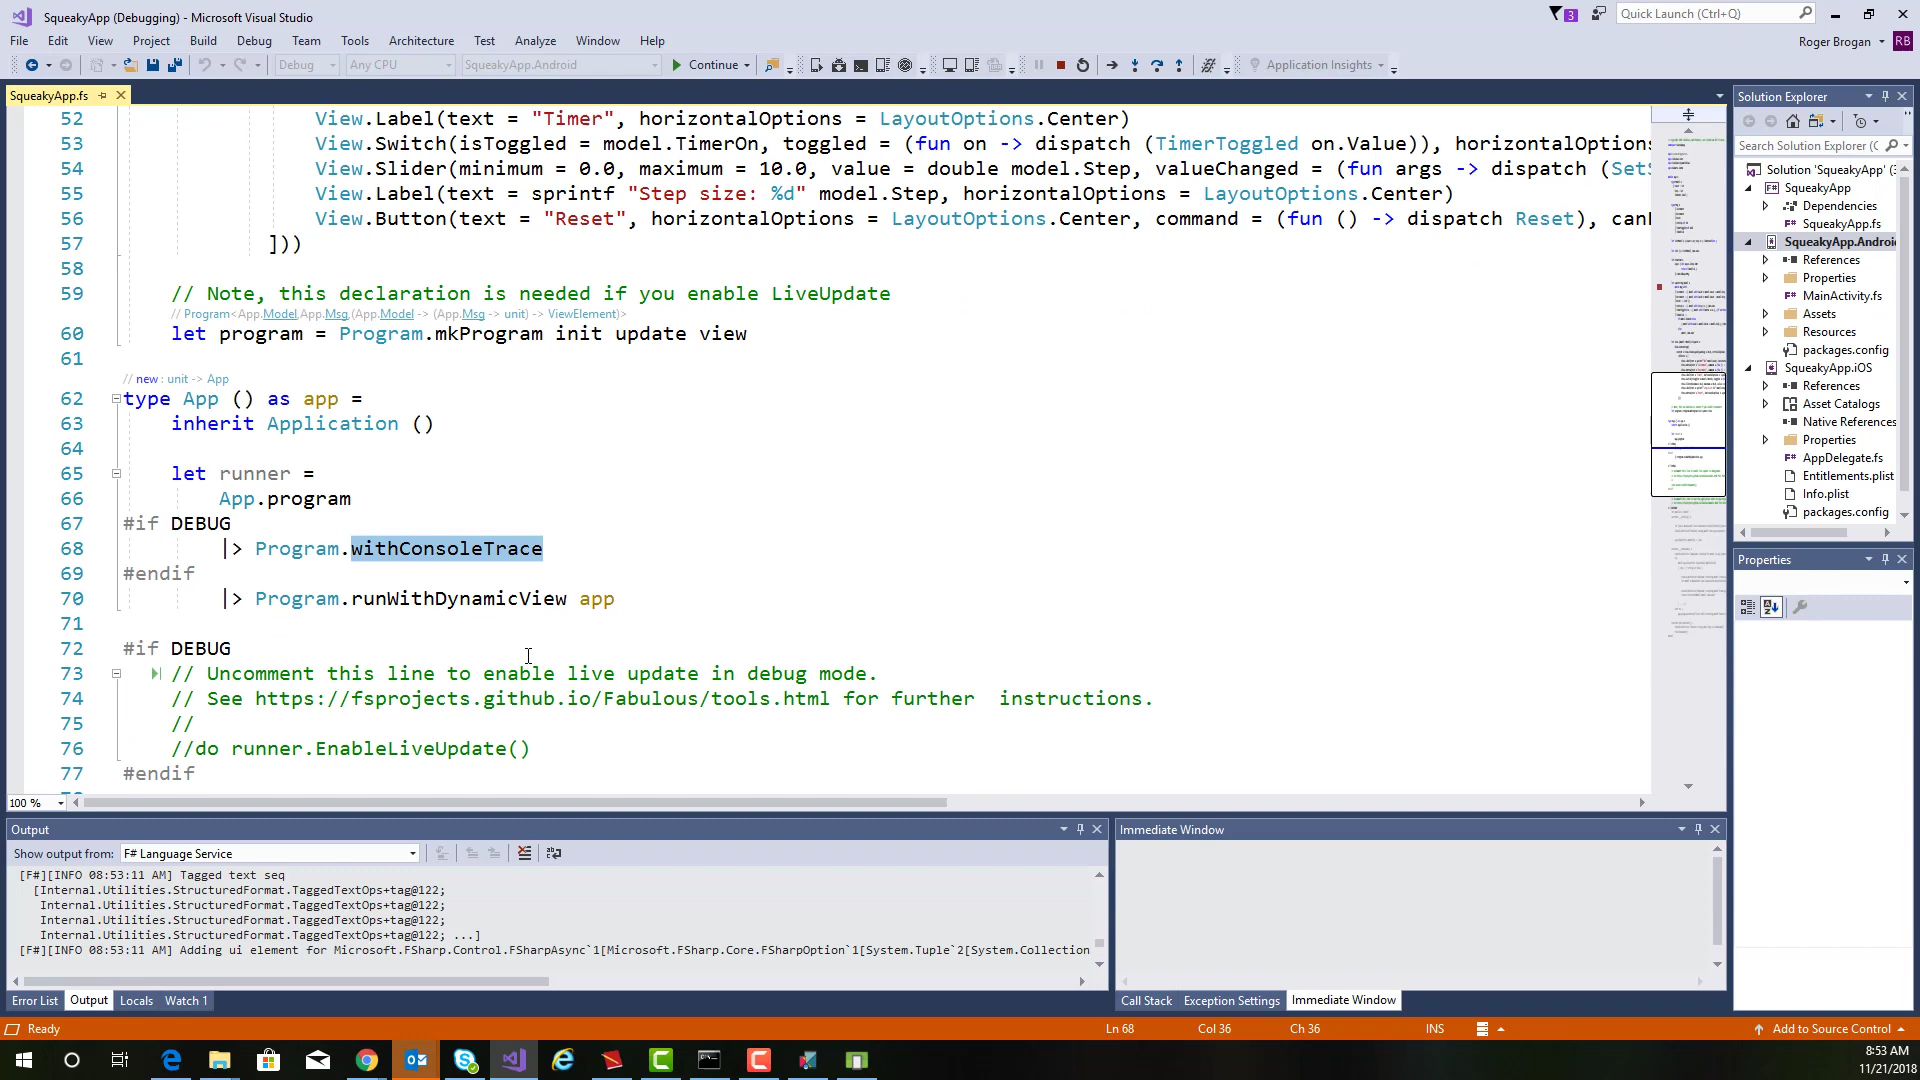 SqueakyApp (Debugging) - Microsoft Visual Studio
3
Quick Launch (Ctrl+Q)
File Edit View Project Build Debug Team Tools Architecture Test Analyze Window Help
Roger Brogan RB
Debug Any CPU SqueakyApp.Android Continue Application Insights
SqueakyApp.fs
52 View.Label(text = "Timer", horizontalOptions = LayoutOptions.Center)
53 View.Switch(isToggled = model.TimerOn, toggled = (fun on -> dispatch (TimerToggled on.Value)), horizontalOptions
54 View.Slider(minimum = 0.0, maximum = 10.0, value = double model.Step, valueChanged = (fun args -> dispatch (SetS
55 View.Label(text = sprintf "Step size: %d" model.Step, horizontalOptions = LayoutOptions.Center)
56 View.Button(text = "Reset", horizontalOptions = LayoutOptions.Center, command = (fun () -> dispatch Reset), canE
57 ]))
58
59 // Note, this declaration is needed if you enable LiveUpdate
// Program<App.Model,App.Msg,(App.Model -> (App.Msg -> unit) -> ViewElement)>
60 let program = Program.mkProgram init update view
61
// new : unit -> App
62 type App () as app =
63 inherit Application ()
64
65 let runner =
66 App.program
67 #if DEBUG
68 |> Program.withConsoleTrace
69 #endif
70 |> Program.runWithDynamicView app
71
72 #if DEBUG
73 // Uncomment this line to enable live update in debug mode.
74 // See https://fsprojects.github.io/Fabulous/tools.html for further instructions.
75 //
76 //do runner.EnableLiveUpdate()
77 #endif
100 %
Solution Explorer
Search Solution Explorer (C
Solution 'SqueakyApp' (3
SqueakyApp
Dependencies
SqueakyApp.fs
SqueakyApp.Androi
References
Properties
MainActivity.fs
Assets
Resources
packages.config
SqueakyApp.iOS
References
Asset Catalogs
Native References
Properties
AppDelegate.fs
Entitlements.plist
Info.plist
packages.config
Properties
Output
Show output from: F# Language Service
[F#][INFO 08:53:11 AM] Tagged text seq
[Internal.Utilities.StructuredFormat.TaggedTextOps+tag@122;
Internal.Utilities.StructuredFormat.TaggedTextOps+tag@122;
Internal.Utilities.StructuredFormat.TaggedTextOps+tag@122;
Internal.Utilities.StructuredFormat.TaggedTextOps+tag@122; ...]
[F#][INFO 08:53:11 AM] Adding ui element for Microsoft.FSharp.Control.FSharpAsync`1[Microsoft.FSharp.Core.FSharpOption`1[System.Tuple`2[System.Collection
Error List Output Locals Watch 1
Immediate Window
Call Stack Exception Settings Immediate Window
Ready Ln 68 Col 36 Ch 36 INS Add to Source Control
8:53 AM
11/21/2018